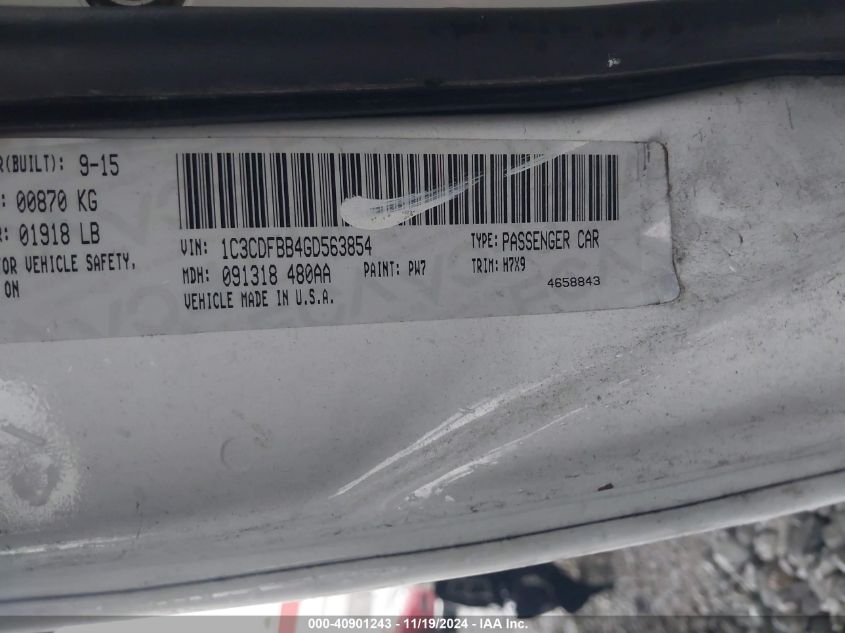 R(BUILT): 9-15
: 00870 KG
R: 01918 LB
OR VEHICLE SAFETY,
ON
VIN: 1C3CDFBB4GD563854 TYPE: PASSENGER CAR
MDH: 091318 480AA PAINT: PW7 TRIM: H7X9
VEHICLE MADE IN U.S.A. 4658843
000-40901243 - 11/19/2024 - IAA Inc.